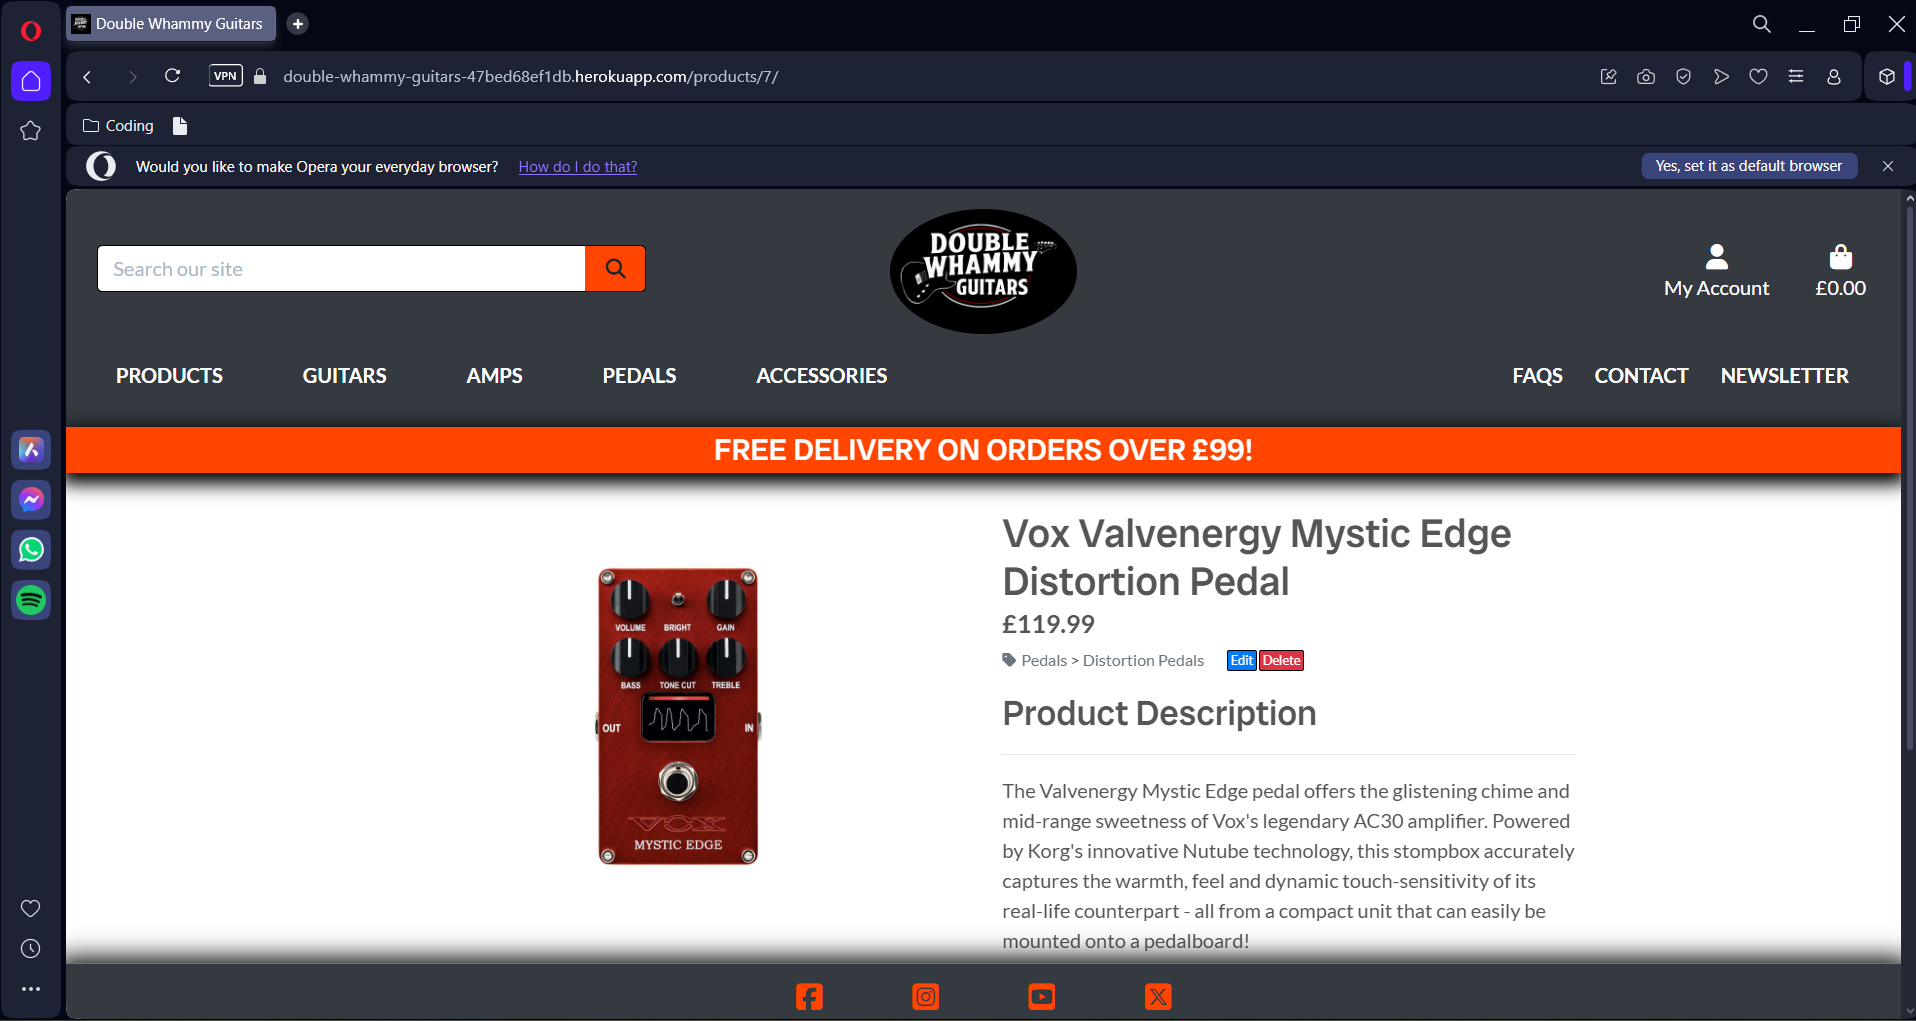 Double Whammy Guitars
VPN
double-whammy-guitars-47bed68ef1db.herokuapp.com/products/7/
Coding
Would you like to make Opera your everyday browser? How do I do that?
Yes, set it as default browser
Search our site
DOUBLE
WHAMMY
GUITARS
My Account
£0.00
PRODUCTS
GUITARS
AMPS
PEDALS
ACCESSORIES
FAQS
CONTACT
NEWSLETTER
FREE DELIVERY ON ORDERS OVER £99!
VOLUME
BRIGHT
GAIN
BASS
TONE CUT
TREBLE
OUT
IN
VOX
MYSTIC EDGE
Vox Valvenergy Mystic Edge
Distortion Pedal
£119.99
Pedals > Distortion Pedals
Edit
Delete
Product Description
The Valvenergy Mystic Edge pedal offers the glistening chime and
mid-range sweetness of Vox's legendary AC30 amplifier. Powered
by Korg's innovative Nutube technology, this stompbox accurately
captures the warmth, feel and dynamic touch-sensitivity of its
real-life counterpart - all from a compact unit that can easily be
mounted onto a pedalboard!